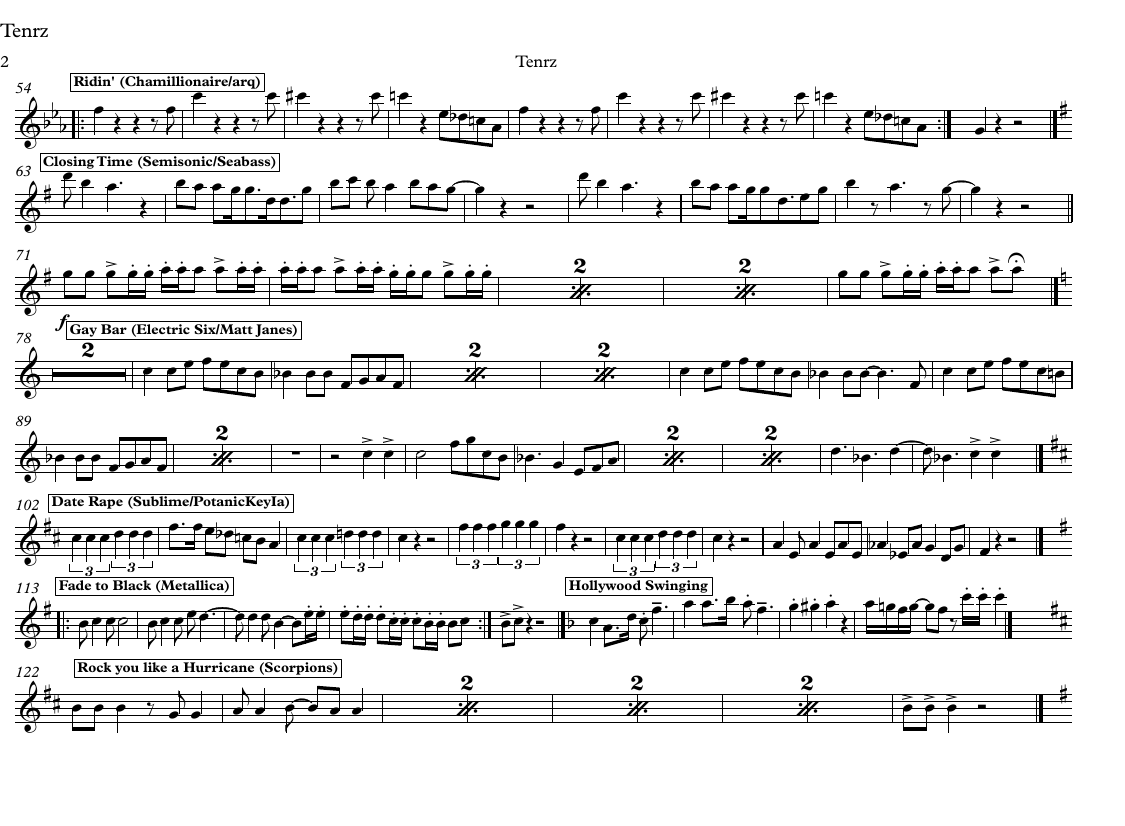 Tenrz
2 Tenrz
54 Ridin' (Chamillionaire/arq)
63 Closing Time (Semisonic/Seabass)
71 2 2
f
78 Gay Bar (Electric Six/Matt Janes)
2 2 2
89 2 2 2
102 Date Rape (Sublime/PotanicKeyIa)
3 3 3 3 3 3 3
113 Fade to Black (Metallica) Hollywood Swinging
122 Rock you like a Hurricane (Scorpions)
2 2 2